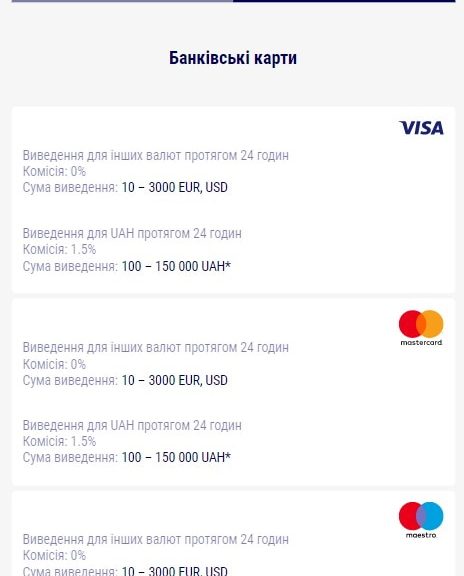 Банківські карти
VISA
Виведення для інших валют протягом 24 годин
Комісія: 0%
Сума виведення: 10 – 3000 EUR, USD
Виведення для UAH протягом 24 годин
Комісія: 1.5%
Сума виведення: 100 – 150 000 UAH*
mastercard
Виведення для інших валют протягом 24 годин
Комісія: 0%
Сума виведення: 10 – 3000 EUR, USD
Виведення для UAH протягом 24 годин
Комісія: 1.5%
Сума виведення: 100 – 150 000 UAH*
maestro
Виведення для інших валют протягом 24 годин
Комісія: 0%
Сума виведення: 10 – 3000 EUR, USD